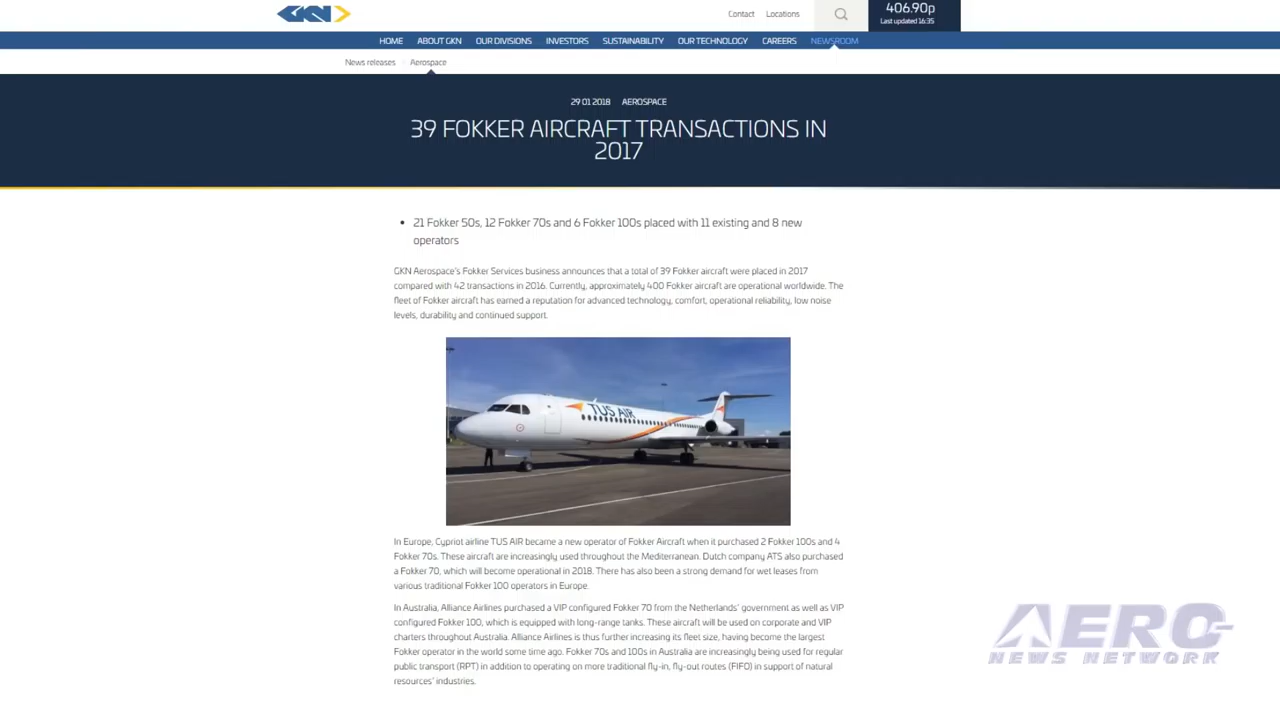 GKN
Contact Locations
406.90p
Last updated 16:35
HOME ABOUT GKN OUR DIVISIONS INVESTORS SUSTAINABILITY OUR TECHNOLOGY CAREERS NEWSROOM
News releases Aerospace
29 01 2018 AEROSPACE
39 FOKKER AIRCRAFT TRANSACTIONS IN
2017
• 21 Fokker 50s, 12 Fokker 70s and 6 Fokker 100s placed with 11 existing and 8 new
operators
GKN Aerospace's Fokker Services business announces that a total of 39 Fokker aircraft were placed in 2017
compared with 42 transactions in 2016. Currently, approximately 400 Fokker aircraft are operational worldwide. The
fleet of Fokker aircraft has earned a reputation for advanced technology, comfort, operational reliability, low noise
levels, durability and continued support.
TUS AIR
In Europe, Cypriot airline TUS AIR became a new operator of Fokker Aircraft when it purchased 2 Fokker 100s and 4
Fokker 70s. These aircraft are increasingly used throughout the Mediterranean. Dutch company ATS also purchased
a Fokker 70, which will become operational in 2018. There has also been a strong demand for wet leases from
various traditional Fokker 100 operators in Europe.
In Australia, Alliance Airlines purchased a VIP configured Fokker 70 from the Netherlands' government as well as VIP
configured Fokker 100, which is equipped with long-range tanks. These aircraft will be used on corporate and VIP
charters throughout Australia. Alliance Airlines is thus further increasing its fleet size, having become the largest
Fokker operator in the world some time ago. Fokker 70s and 100s in Australia are increasingly being used for regular
public transport (RPT) in addition to operating on more traditional fly-in, fly-out routes (FIFO) in support of natural
resources' industries.
AERO
NEWS NETWORK